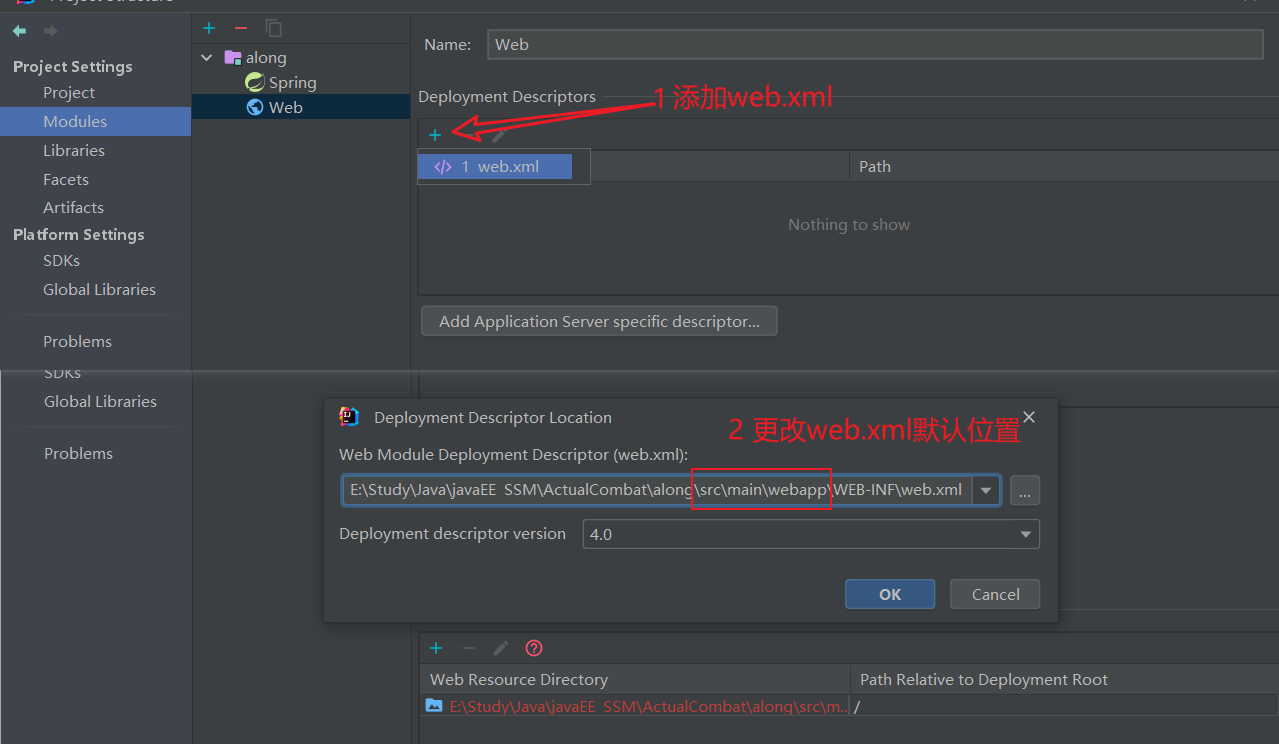 Project Structure
Project Settings
Project
Modules
Libraries
Facets
Artifacts
Platform Settings
SDKs
Global Libraries
Problems
along
Spring
Web
Name: Web
Deployment Descriptors
1 添加web.xml
1 web.xml
Path
Nothing to show
Add Application Server specific descriptor...
SDKs
Global Libraries
Problems
Deployment Descriptor Location
2 更改web.xml默认位置
Web Module Deployment Descriptor (web.xml):
E:\Study\Java\javaEE_SSM\ActualCombat\along\src\main\webapp\WEB-INF\web.xml
...
Deployment descriptor version 4.0
OK Cancel
Web Resource Directory Path Relative to Deployment Root
E:\Study\Java\javaEE_SSM\ActualCombat\along\src\m... /